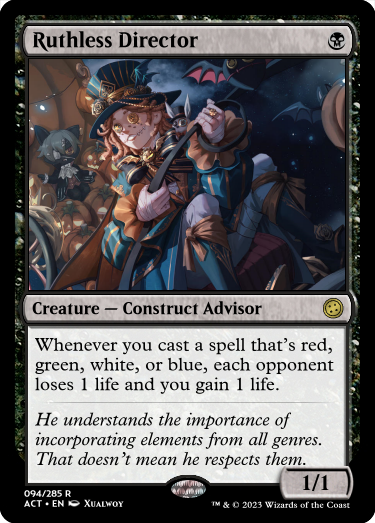 Ruthless Director
Creature — Construct Advisor
Whenever you cast a spell that's red,
green, white, or blue, each opponent
loses 1 life and you gain 1 life.
He understands the importance of
incorporating elements from all genres.
That doesn't mean he respects them.
1/1
094/285 R
ACT • EN Xualwoy
™ & © 2023 Wizards of the Coast